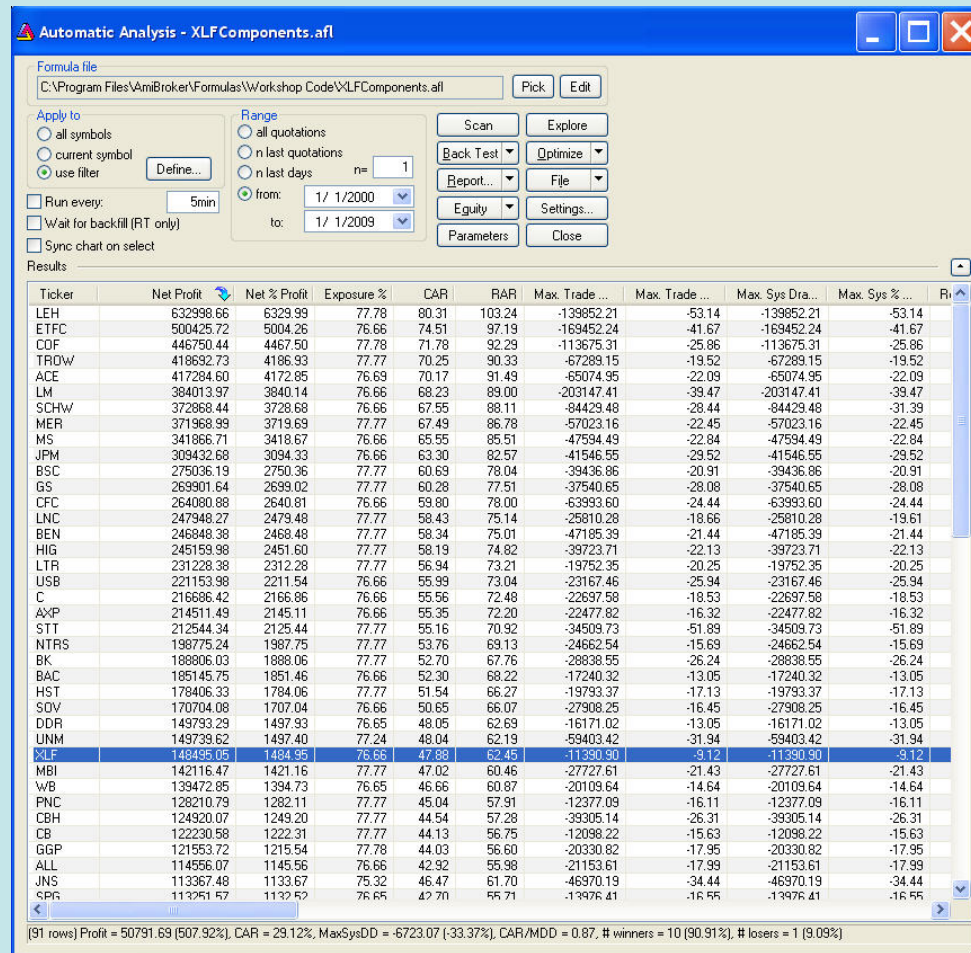 Automatic Analysis - XLFComponents.afl
Formula file
C:\Program Files\AmiBroker\Formulas\Workshop Code\XLFComponents.afl Pick Edit
Apply to Range
all symbols all quotations Scan Explore
current symbol n last quotations Back Test Optimize
use filter Define... n last days n= 1 Report... File
Run every: 5min from: 1/ 1/2000 Equity Settings...
Wait for backfill (RT only) to: 1/ 1/2009 Parameters Close
Sync chart on select
Results
Ticker Net Profit Net % Profit Exposure % CAR RAR Max. Trade ... Max. Trade ... Max. Sys Dra... Max. Sys % ...
LEH 632998.66 6329.99 77.78 80.31 103.24 -139852.21 -53.14 -139852.21 -53.14
ETFC 500425.72 5004.26 76.66 74.51 97.19 -169452.24 -41.67 -169452.24 -41.67
COF 446750.44 4467.50 77.78 71.78 92.29 -113675.31 -25.86 -113675.31 -25.86
TROW 418692.73 4186.93 77.77 70.25 90.33 -67289.15 -19.52 -67289.15 -19.52
ACE 417284.60 4172.85 76.69 70.17 91.49 -65074.95 -22.09 -65074.95 -22.09
LM 384013.97 3840.14 76.66 68.23 89.00 -203147.41 -39.47 -203147.41 -39.47
SCHW 372868.44 3728.68 76.66 67.55 88.11 -84429.48 -28.44 -84429.48 -31.39
MER 371968.99 3719.69 77.77 67.49 86.78 -57023.16 -22.45 -57023.16 -22.45
MS 341866.71 3418.67 76.66 65.55 85.51 -47594.49 -22.84 -47594.49 -22.84
JPM 309432.68 3094.33 76.66 63.30 82.57 -41546.55 -29.52 -41546.55 -29.52
BSC 275036.19 2750.36 77.77 60.69 78.04 -39436.86 -20.91 -39436.86 -20.91
GS 269901.64 2699.02 77.77 60.28 77.51 -37540.65 -28.08 -37540.65 -28.08
CFC 264080.88 2640.81 76.66 59.80 78.00 -63993.60 -24.44 -63993.60 -24.44
LNC 247948.27 2479.48 77.77 58.43 75.14 -25810.28 -18.66 -25810.28 -19.61
BEN 246848.38 2468.48 77.77 58.34 75.01 -47185.39 -21.44 -47185.39 -21.44
HIG 245159.98 2451.60 77.77 58.19 74.82 -39723.71 -22.13 -39723.71 -22.13
LTR 231228.38 2312.28 77.77 56.94 73.21 -19752.35 -20.25 -19752.35 -20.25
USB 221153.98 2211.54 76.66 55.99 73.04 -23167.46 -25.94 -23167.46 -25.94
C 216686.42 2166.86 76.66 55.56 72.48 -22697.58 -18.53 -22697.58 -18.53
AXP 214511.49 2145.11 76.66 55.35 72.20 -22477.82 -16.32 -22477.82 -16.32
STT 212544.34 2125.44 77.77 55.16 70.92 -34509.73 -51.89 -34509.73 -51.89
NTRS 198775.24 1987.75 77.77 53.76 69.13 -24662.54 -15.69 -24662.54 -15.69
BK 188806.03 1888.06 77.77 52.70 67.76 -28838.55 -26.24 -28838.55 -26.24
BAC 185145.75 1851.46 76.66 52.30 68.22 -17240.32 -13.05 -17240.32 -13.05
HST 178406.33 1784.06 77.77 51.54 66.27 -19793.37 -17.13 -19793.37 -17.13
SOV 170704.08 1707.04 76.66 50.65 66.07 -27908.25 -16.45 -27908.25 -16.45
DDR 149793.29 1497.93 76.65 48.05 62.69 -16171.02 -13.05 -16171.02 -13.05
UNM 149739.62 1497.40 77.24 48.04 62.19 -59403.42 -31.94 -59403.42 -31.94
XLF 148495.05 1484.95 76.66 47.88 62.45 -11390.90 -9.12 -11390.90 -9.12
MBI 142116.47 1421.16 77.77 47.02 60.46 -27727.61 -21.43 -27727.61 -21.43
WB 139472.85 1394.73 76.65 46.66 60.87 -20109.64 -14.64 -20109.64 -14.64
PNC 128210.79 1282.11 77.77 45.04 57.91 -12377.09 -16.11 -12377.09 -16.11
CBH 124920.07 1249.20 77.77 44.54 57.28 -39305.14 -26.31 -39305.14 -26.31
CB 122230.58 1222.31 77.77 44.13 56.75 -12098.22 -15.63 -12098.22 -15.63
GGP 121553.72 1215.54 77.78 44.03 56.60 -20330.82 -17.95 -20330.82 -17.95
ALL 114556.07 1145.56 76.66 42.92 55.98 -21153.61 -17.99 -21153.61 -17.99
JNS 113367.48 1133.67 75.32 46.47 61.70 -46970.19 -34.44 -46970.19 -34.44
SPG 113251.57 1132.52 76.65 42.70 55.71 -13976.41 -16.55 -13976.41 -16.55
(91 rows) Profit = 50791.69 (507.92%), CAR = 29.12%, MaxSysDD = -6723.07 (-33.37%), CAR/MDD = 0.87, # winners = 10 (90.91%), # losers = 1 (9.09%)